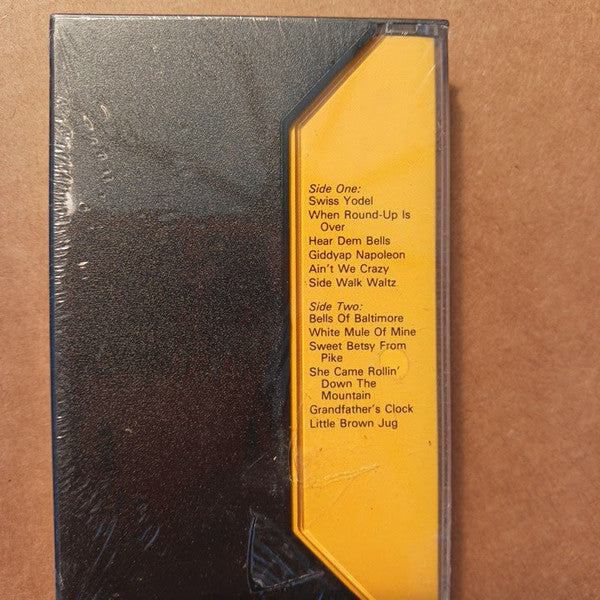 Side One:
Swiss Yodel
When Round-Up Is
Over
Hear Dem Bells
Giddyap Napoleon
Ain't We Crazy
Side Walk Waltz
Side Two:
Bells Of Baltimore
White Mule Of Mine
Sweet Betsy From
Pike
She Came Rollin'
Down The
Mountain
Grandfather's Clock
Little Brown Jug